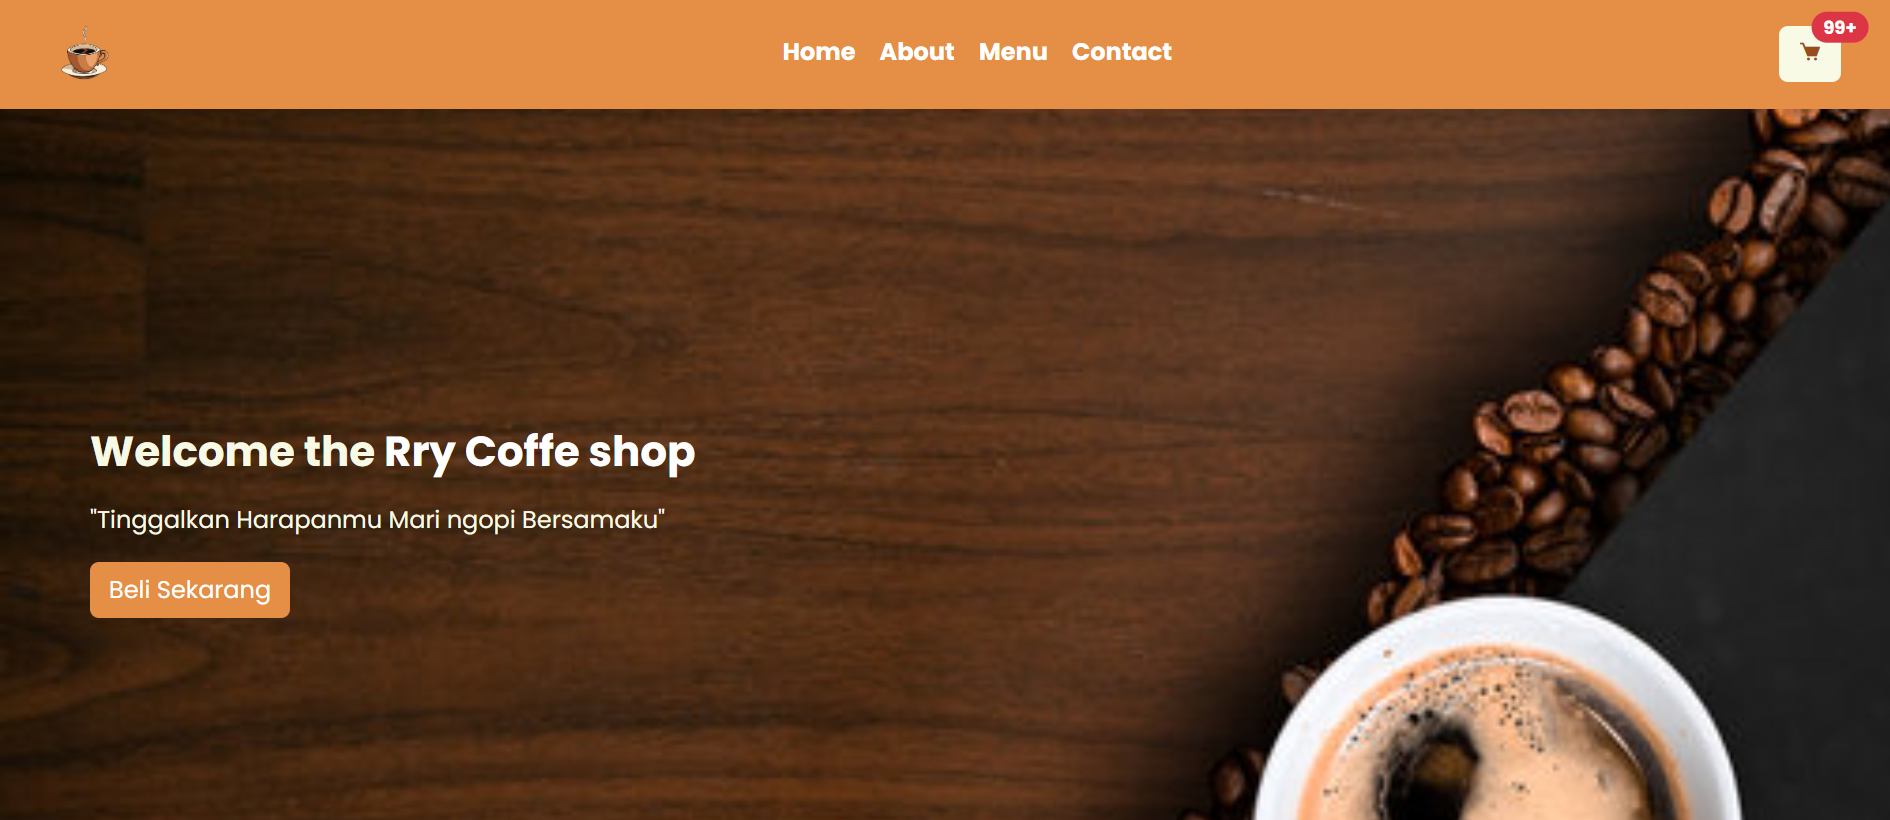 Home About Menu Contact
99+
Welcome the Rry Coffe shop
"Tinggalkan Harapanmu Mari ngopi Bersamaku"
Beli Sekarang